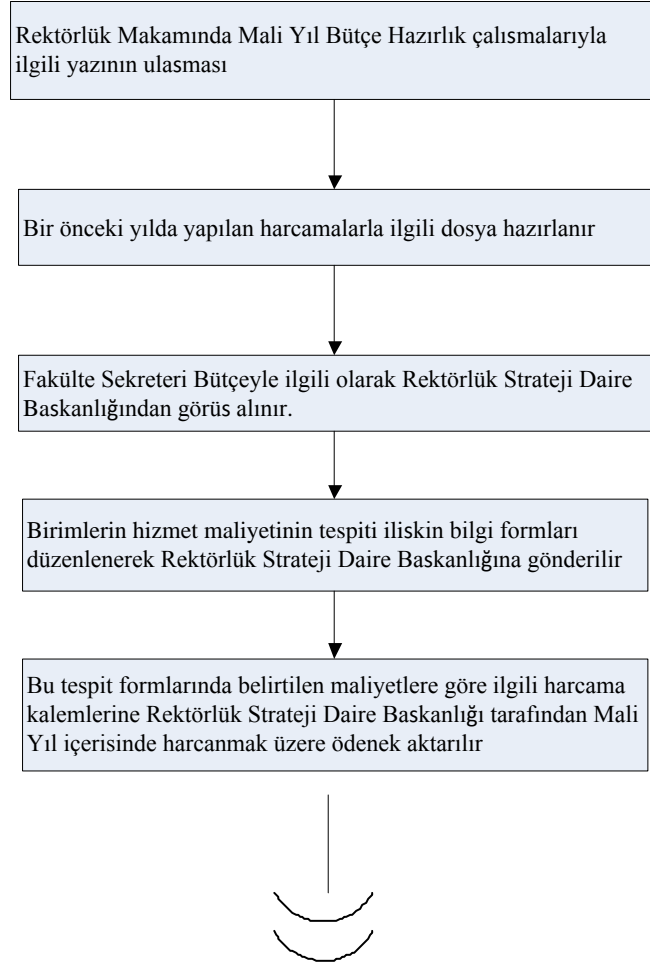 Rektörlük Makamında Mali Yıl Bütçe Hazırlık çalısmalarıyla
ilgili yazının ulasması
Bir önceki yılda yapılan harcamalarla ilgili dosya hazırlanır
Fakülte Sekreteri Bütçeyle ilgili olarak Rektörlük Strateji Daire
Baskanlığından görüs alınır.
Birimlerin hizmet maliyetinin tespiti iliskin bilgi formları
düzenlenerek Rektörlük Strateji Daire Baskanlığına gönderilir
Bu tespit formlarında belirtilen maliyetlere göre ilgili harcama
kalemlerine Rektörlük Strateji Daire Baskanlığı tarafından Mali
Yıl içerisinde harcanmak üzere ödenek aktarılır